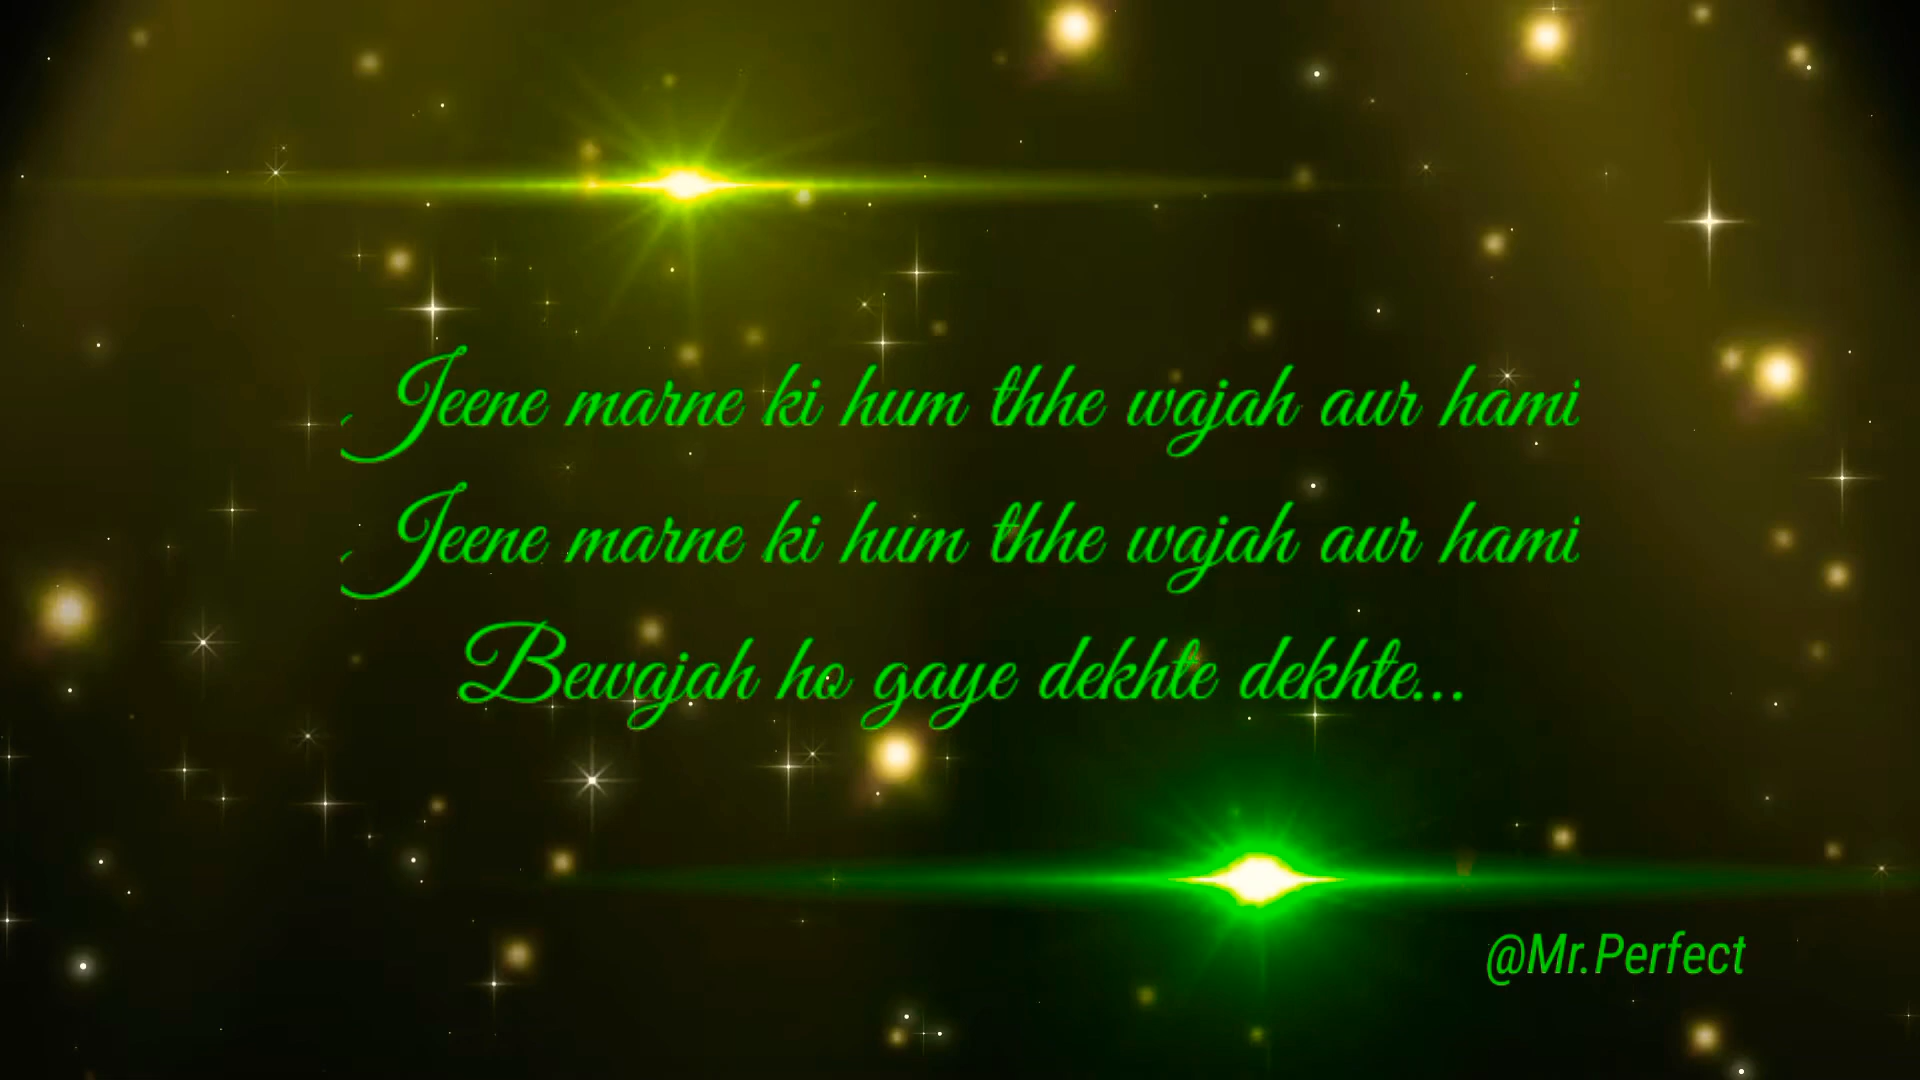 Jeene marne ki hum thhe wajah aur hami
Jeene marne ki hum thhe wajah aur hami
Bewajah ho gaye dekhte dekhte...
@Mr.Perfect